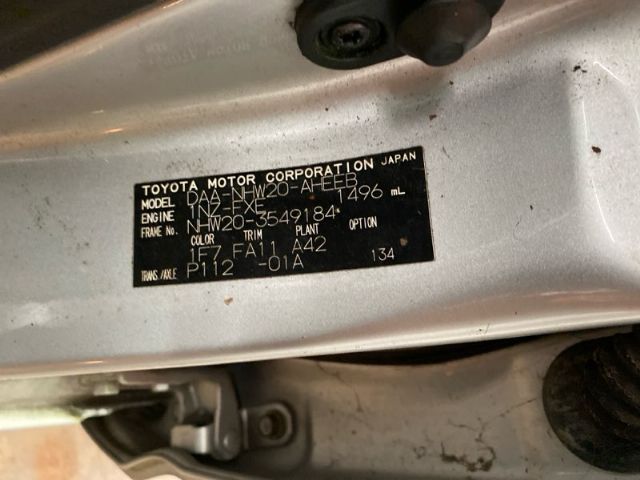 TOYOTA MOTOR CORPORATION JAPAN
MODEL DAA-NHW20-AHEEB
ENGINE 1NZ-FXE 1496 mL
FRAME No. NHW20-3549184*
COLOR TRIM PLANT OPTION
1F7 FA11 A42
TRANS/AXLE P112 -01A 134